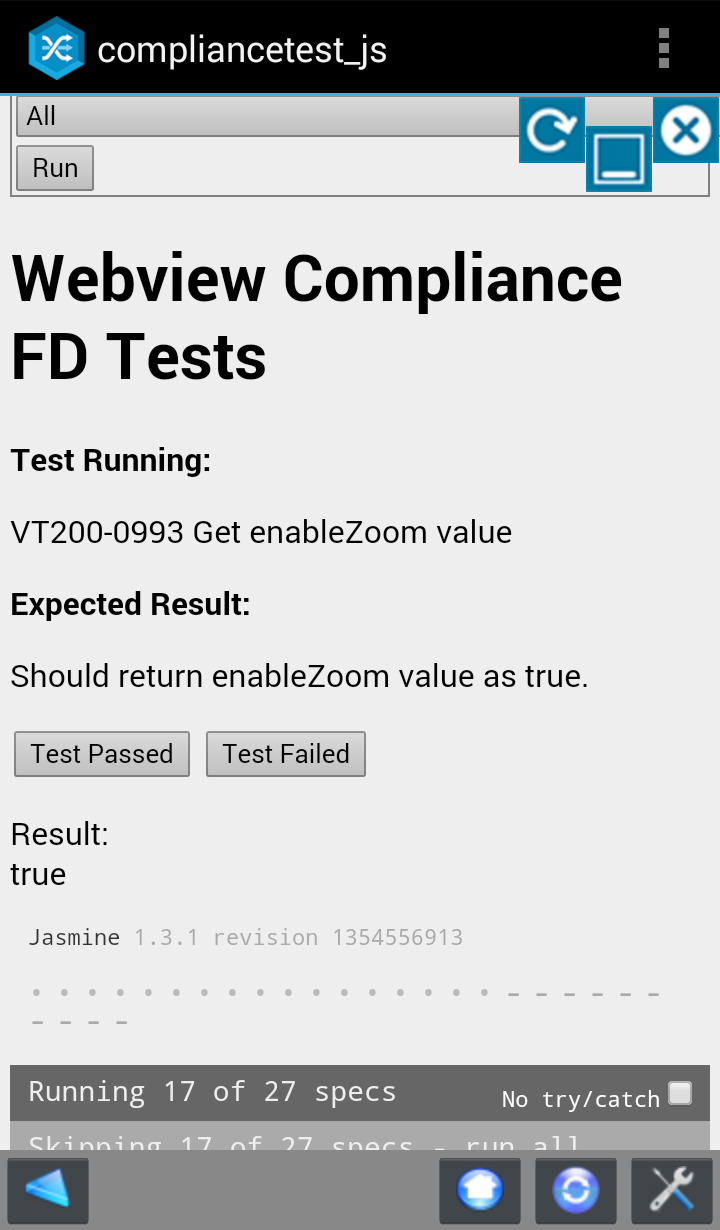 compliancetest_js
All
Run
Webview Compliance
FD Tests
Test Running:
VT200-0993 Get enableZoom value
Expected Result:
Should return enableZoom value as true.
Test Passed Test Failed
Result:
true
Jasmine 1.3.1 revision 1354556913
Running 17 of 27 specs No try/catch
Skipping 17 of 27 specs - run all